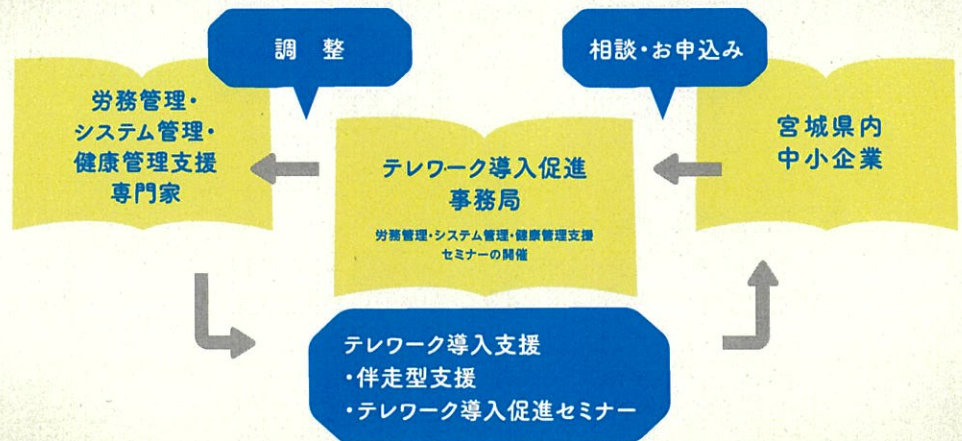 調 整
相談・お申込み
労務管理・
システム管理・
健康管理支援
専門家
テレワーク導入促進
事務局
労務管理・システム管理・健康管理支援
セミナーの開催
宮城県内
中小企業
テレワーク導入支援
・伴走型支援
・テレワーク導入促進セミナー